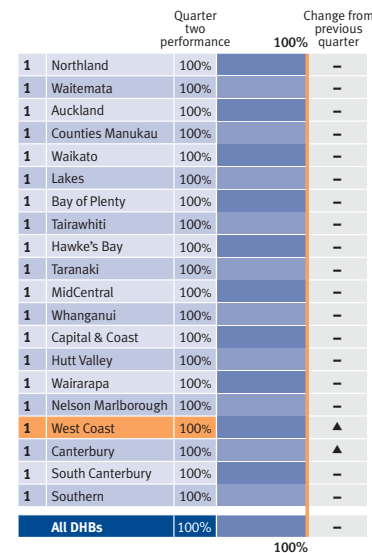 Quarter two performance 100% Change from previous quarter
1 Northland 100% –
1 Waitemata 100% –
1 Auckland 100% –
1 Counties Manukau 100% –
1 Waikato 100% –
1 Lakes 100% –
1 Bay of Plenty 100% –
1 Tairawhiti 100% –
1 Hawke’s Bay 100% –
1 Taranaki 100% –
1 MidCentral 100% –
1 Whanganui 100% –
1 Capital & Coast 100% –
1 Hutt Valley 100% –
1 Wairarapa 100% –
1 Nelson Marlborough 100% –
1 West Coast 100% ▲
1 Canterbury 100% ▲
1 South Canterbury 100% –
1 Southern 100% –
All DHBs 100% –
100%